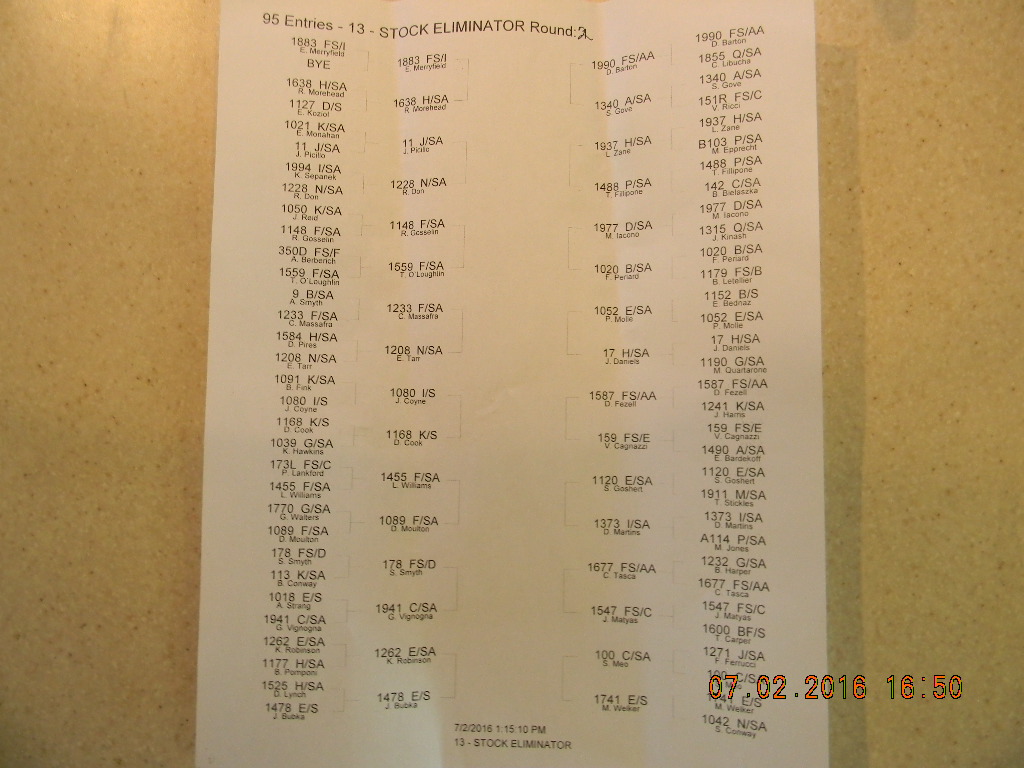 95 Entries - 13 - STOCK ELIMINATOR Round:2
1883 FS/I
E. Merryfield
BYE
1638 H/SA
R. Morehead
1127 D/S
E. Koziol
1021 K/SA
E. Monahan
11 J/SA
J. Picillo
1994 I/SA
K. Sepanek
1228 N/SA
R. Don
1050 K/SA
J. Reid
1148 F/SA
R. Gosselin
350D FS/F
A. Berberich
1559 F/SA
T. O'Loughlin
9 B/SA
A. Smyth
1233 F/SA
C. Massafra
1584 H/SA
D. Pires
1208 N/SA
E. Tarr
1091 K/SA
B. Fink
1080 I/S
J. Coyne
1168 K/S
D. Cook
1039 G/SA
K. Hawkins
173L FS/C
P. Lankford
1455 F/SA
L. Williams
1770 G/SA
G. Walters
1089 F/SA
D. Moulton
178 FS/D
S. Smyth
113 K/SA
B. Conway
1018 E/S
A. Strang
1941 C/SA
G. Vignogna
1262 E/SA
K. Robinson
1177 H/SA
B. Pomponi
1525 H/SA
D. Lynch
1478 E/S
J. Bubka
1883 FS/I
E. Merryfield
1638 H/SA
R. Morehead
11 J/SA
J. Picillo
1228 N/SA
R. Don
1148 F/SA
R. Gosselin
1559 F/SA
T. O'Loughlin
1233 F/SA
C. Massafra
1208 N/SA
E. Tarr
1080 I/S
J. Coyne
1168 K/S
D. Cook
1455 F/SA
L. Williams
1089 F/SA
D. Moulton
178 FS/D
S. Smyth
1941 C/SA
G. Vignogna
1262 E/SA
K. Robinson
1478 E/S
J. Bubka
1990 FS/AA
D. Barton
1340 A/SA
S. Gove
1937 H/SA
L. Zane
1488 P/SA
T. Fillipone
1977 D/SA
M. Iacono
1020 B/SA
F. Periard
1052 E/SA
P. Molle
17 H/SA
J. Daniels
1587 FS/AA
D. Fezell
159 FS/E
V. Cagnazzi
1120 E/SA
S. Goshert
1373 I/SA
D. Martins
1677 FS/AA
C. Tasca
1547 FS/C
J. Matyas
100 C/SA
S. Meo
1741 E/S
M. Welker
1990 FS/AA
D. Barton
1855 Q/SA
C. Libucha
1340 A/SA
S. Gove
151R FS/C
V. Ricci
1937 H/SA
L. Zane
B103 P/SA
M. Epprecht
1488 P/SA
T. Fillipone
142 C/SA
B. Bielaszka
1977 D/SA
M. Iacono
1315 Q/SA
J. Kinash
1020 B/SA
F. Periard
1179 FS/B
B. Letellier
1152 B/S
E. Bednaz
1052 E/SA
P. Molle
17 H/SA
J. Daniels
1190 G/SA
M. Quartarone
1587 FS/AA
D. Fezell
1241 K/SA
J. Harris
159 FS/E
V. Cagnazzi
1490 A/SA
E. Bardekoff
1120 E/SA
S. Goshert
1911 M/SA
T. Stickles
1373 I/SA
D. Martins
A114 P/SA
M. Jones
1232 G/SA
B. Harper
1677 FS/AA
C. Tasca
1547 FS/C
J. Matyas
1600 BF/S
T. Carper
1271 J/SA
F. Ferrucci
100 C/S
1741 E/S
M. Welker
1042 N/SA
S. Conway
7/2/2016 1:15:10 PM
13 - STOCK ELIMINATOR
07.02.2016 16:50